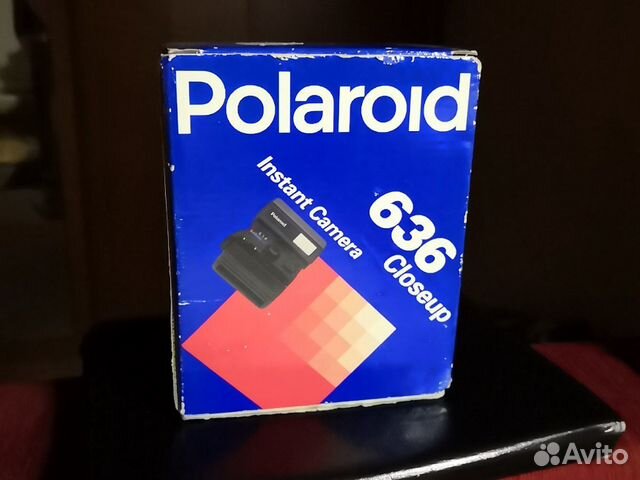 Polaroid
Instant Camera
636
Closeup
Polaroid
Avito